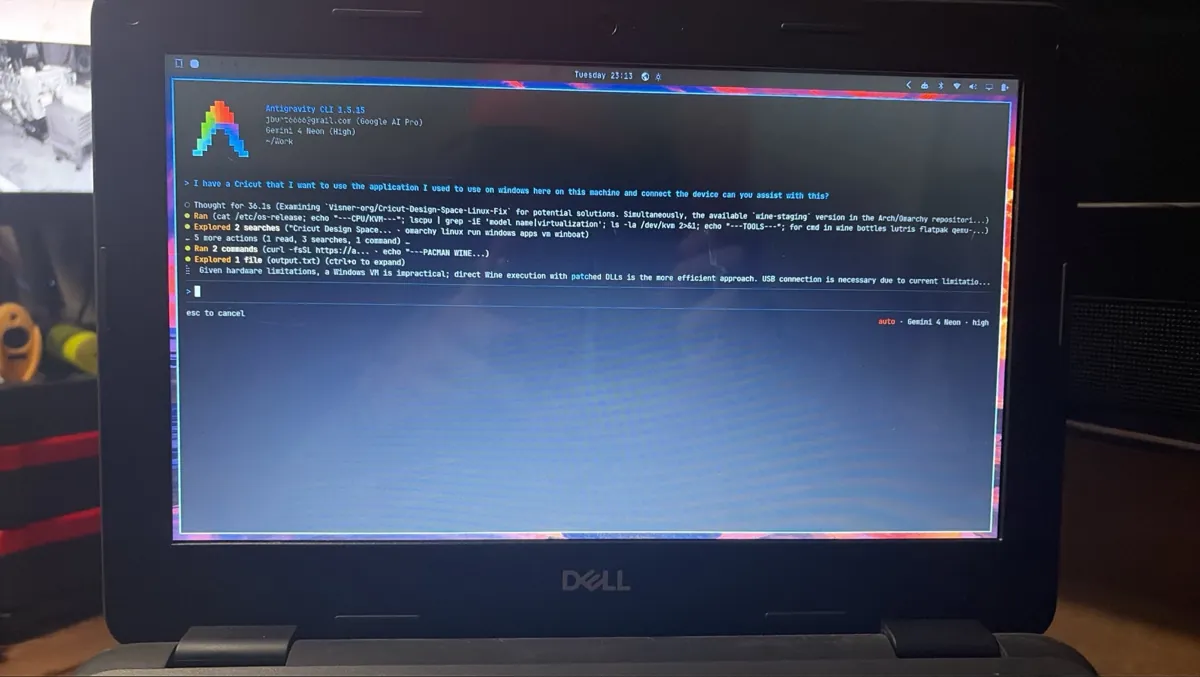 Tuesday 23:13
Antigravity CLI 1.5.15
(Google AI Pro)
Gemini 4 Neon (High)
~/Work
> I have a Cricut that I want to use the application I used to use on windows here on this machine and connect the device can you assist with this?
Thought for 36.1s (Examining `Visner-org/Cricut-Design-Space-Linux-Fix` for potential solutions. Simultaneously, the available `wine-staging` version in the Arch/Omarchy repositori...)
Ran (cat /etc/os-release; echo "---CPU/KVM---"; lscpu | grep -iE 'model name|virtualization'; ls -la /dev/kvm 2>&1; echo "---TOOLS---"; for cmd in wine bottles lutris flatpak qemu-...)
Explored 2 searches ("Cricut Design Space... · omarchy linux run windows apps vm winboat)
… 5 more actions (1 read, 3 searches, 1 command) …
Ran 2 commands (curl -fsSL https://a... · echo "---PACMAN WINE...)
Explored 1 file (output.txt) (ctrl+o to expand)
Given hardware limitations, a Windows VM is impractical; direct Wine execution with patched DLLs is the more efficient approach. USB connection is necessary due to current limitatio...
>
esc to cancel
auto · Gemini 4 Neon · high
DELL